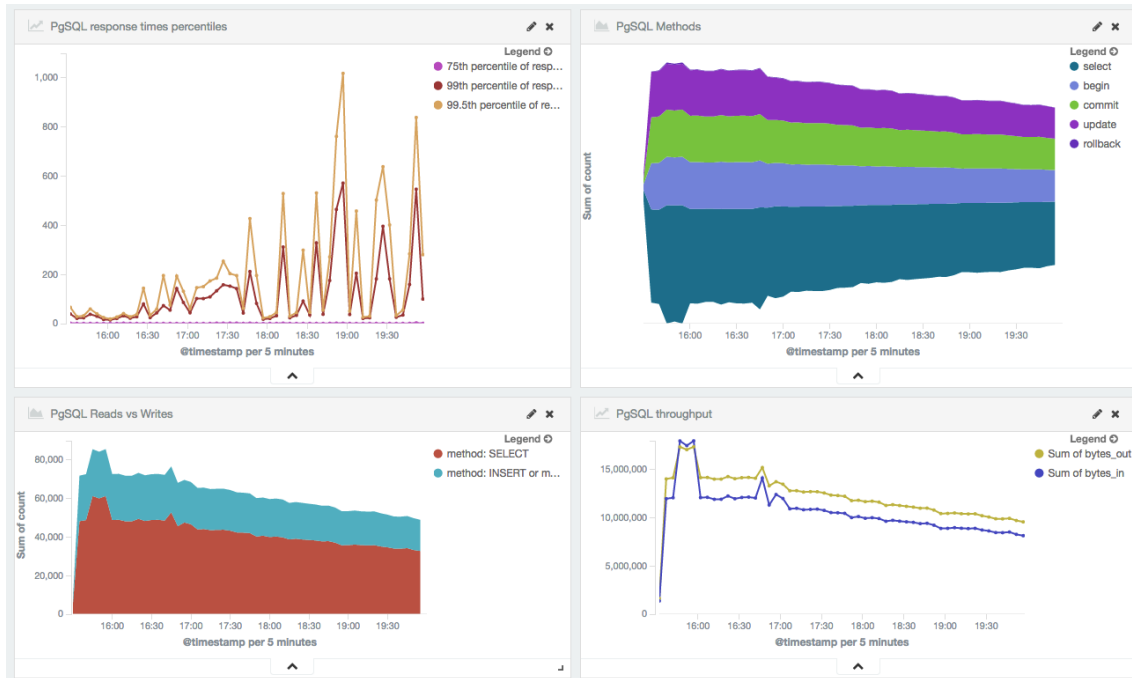 PgSQL response times percentiles
Legend
1,000
800
600
400
200
0
75th percentile of resp...
99th percentile of resp...
99.5th percentile of re...
16:00 16:30 17:00 17:30 18:00 18:30 19:00 19:30
@timestamp per 5 minutes
PgSQL Methods
Legend
Sum of count
select
begin
commit
update
rollback
16:00 16:30 17:00 17:30 18:00 18:30 19:00 19:30
@timestamp per 5 minutes
PgSQL Reads vs Writes
Legend
Sum of count
80,000
60,000
40,000
20,000
0
method: SELECT
method: INSERT or m...
16:00 16:30 17:00 17:30 18:00 18:30 19:00 19:30
@timestamp per 5 minutes
PgSQL throughput
Legend
15,000,000
10,000,000
5,000,000
0
Sum of bytes_out
Sum of bytes_in
16:00 16:30 17:00 17:30 18:00 18:30 19:00 19:30
@timestamp per 5 minutes